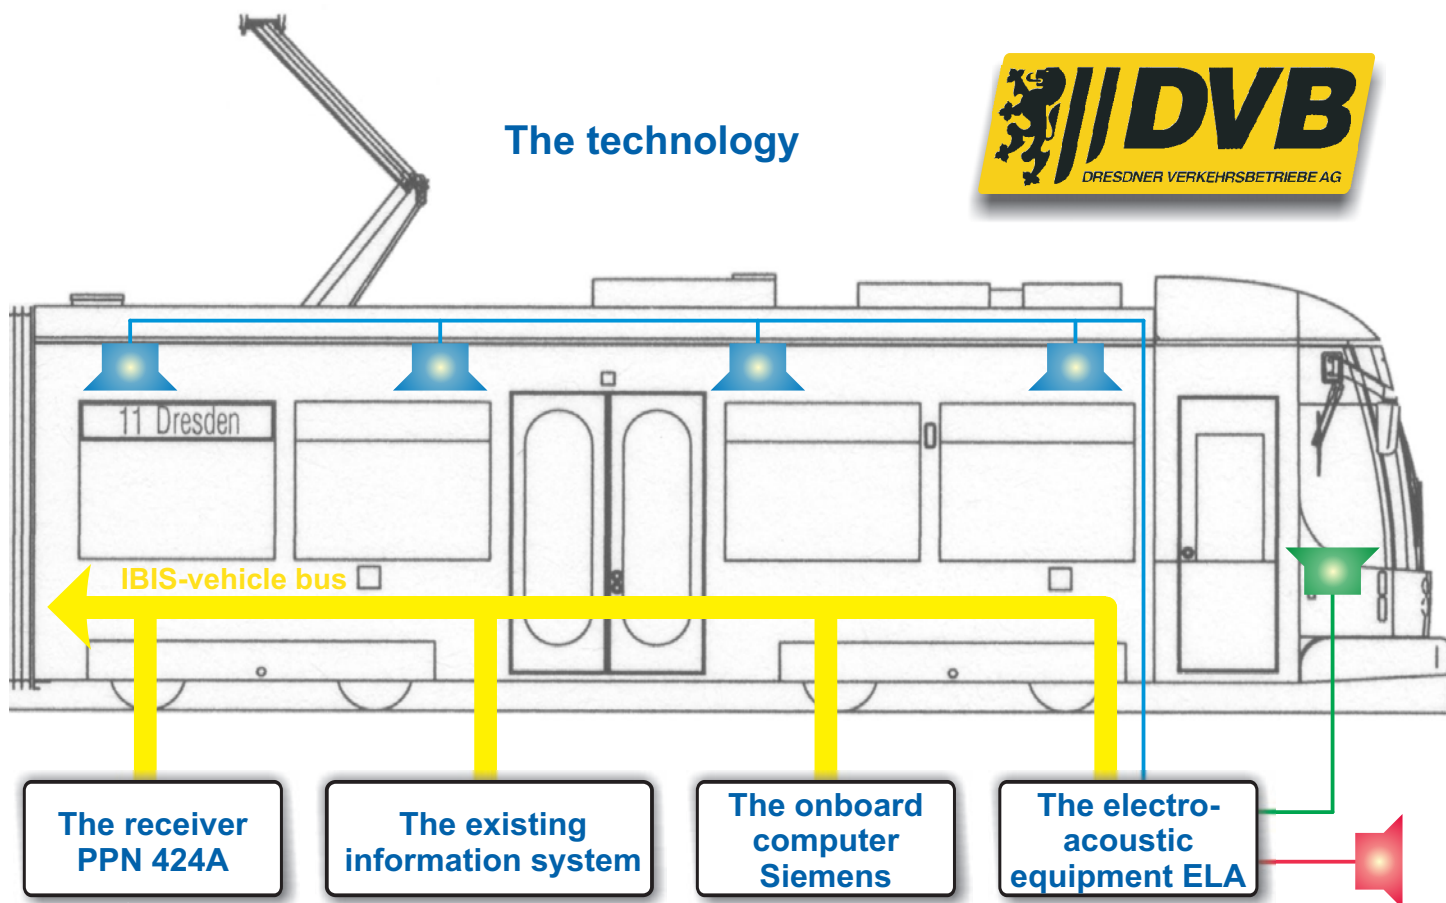 The technology
DVB
DRESDNER VERKEHRSBETRIEBE AG
11 Dresden
IBIS-vehicle bus
The receiver
PPN 424A
The existing
information system
The onboard
computer
Siemens
The electro-
acoustic
equipment ELA